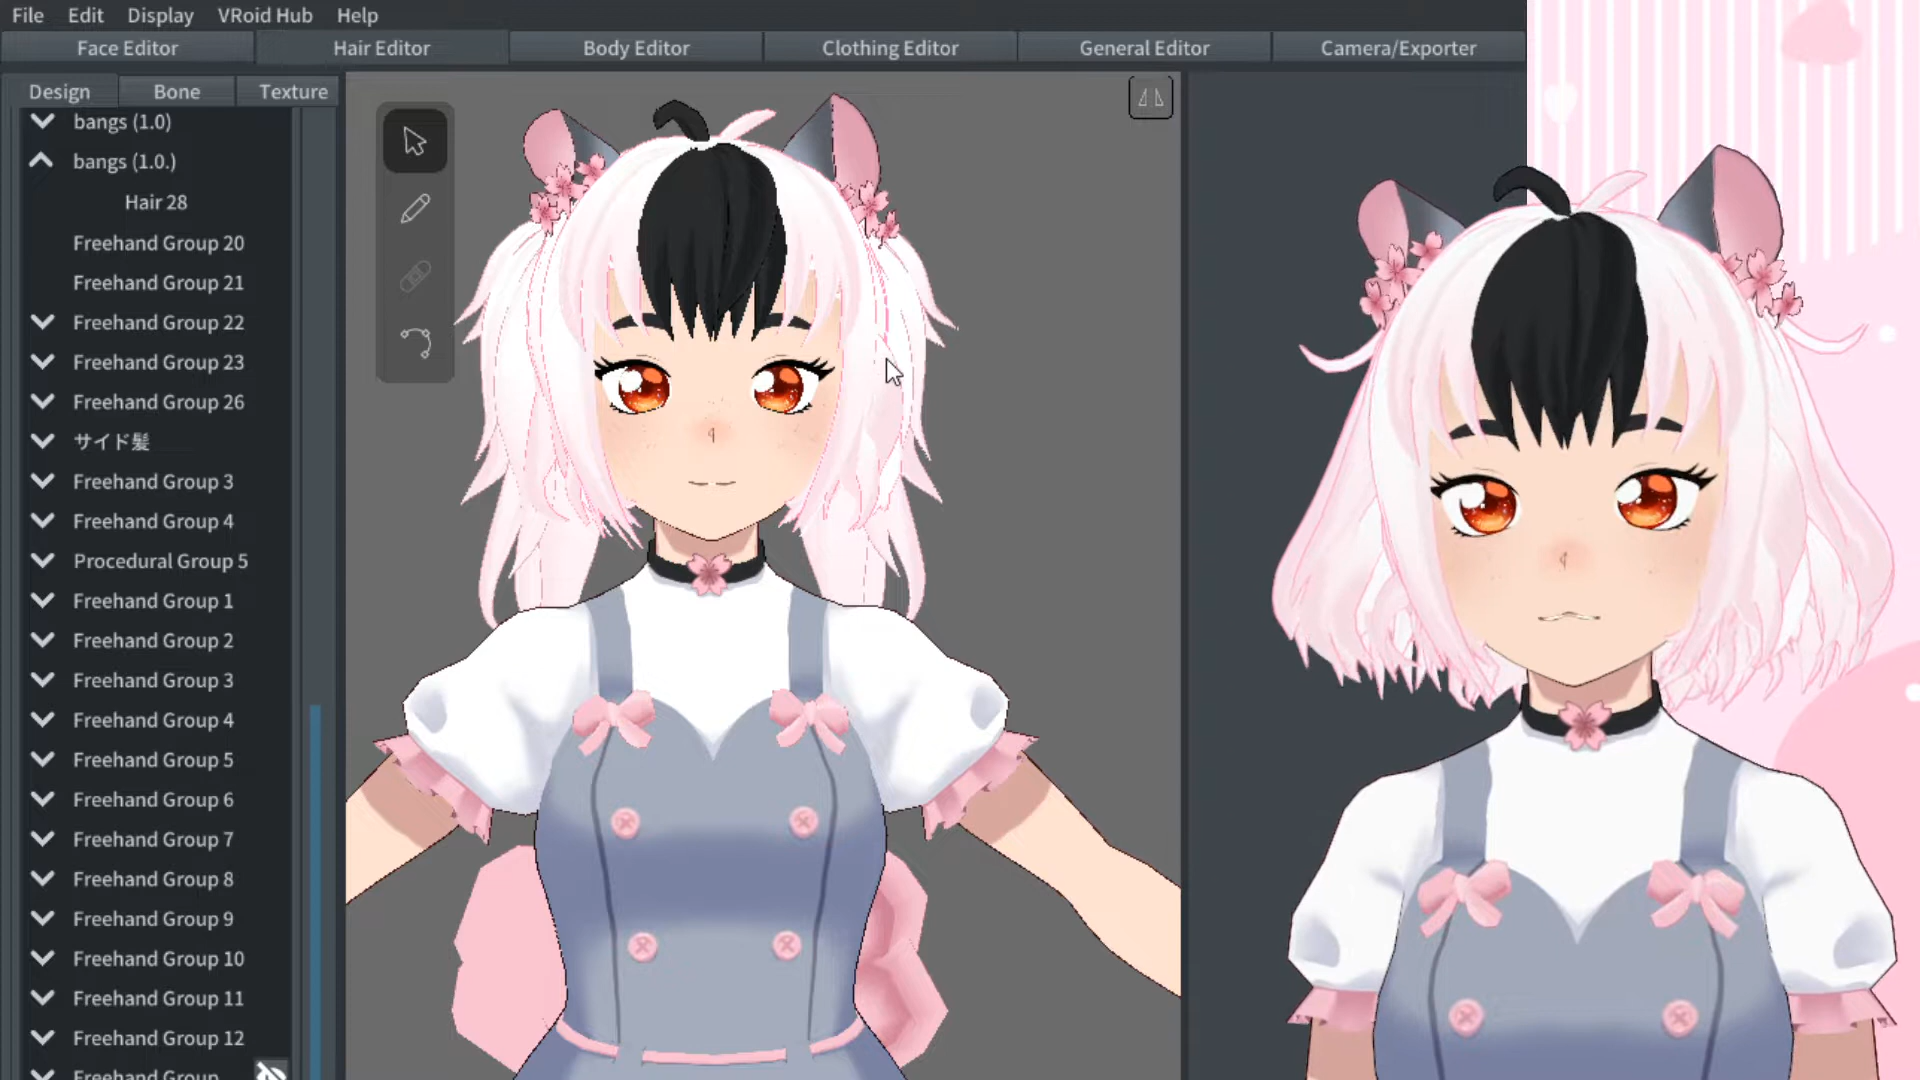 File Edit Display VRoid Hub Help
Face Editor Hair Editor Body Editor Clothing Editor General Editor Camera/Exporter
Design Bone Texture
bangs (1.0)
bangs (1.0.)
Hair 28
Freehand Group 20
Freehand Group 21
Freehand Group 22
Freehand Group 23
Freehand Group 26
サイド髪
Freehand Group 3
Freehand Group 4
Procedural Group 5
Freehand Group 1
Freehand Group 2
Freehand Group 3
Freehand Group 4
Freehand Group 5
Freehand Group 6
Freehand Group 7
Freehand Group 8
Freehand Group 9
Freehand Group 10
Freehand Group 11
Freehand Group 12
Freehand Group